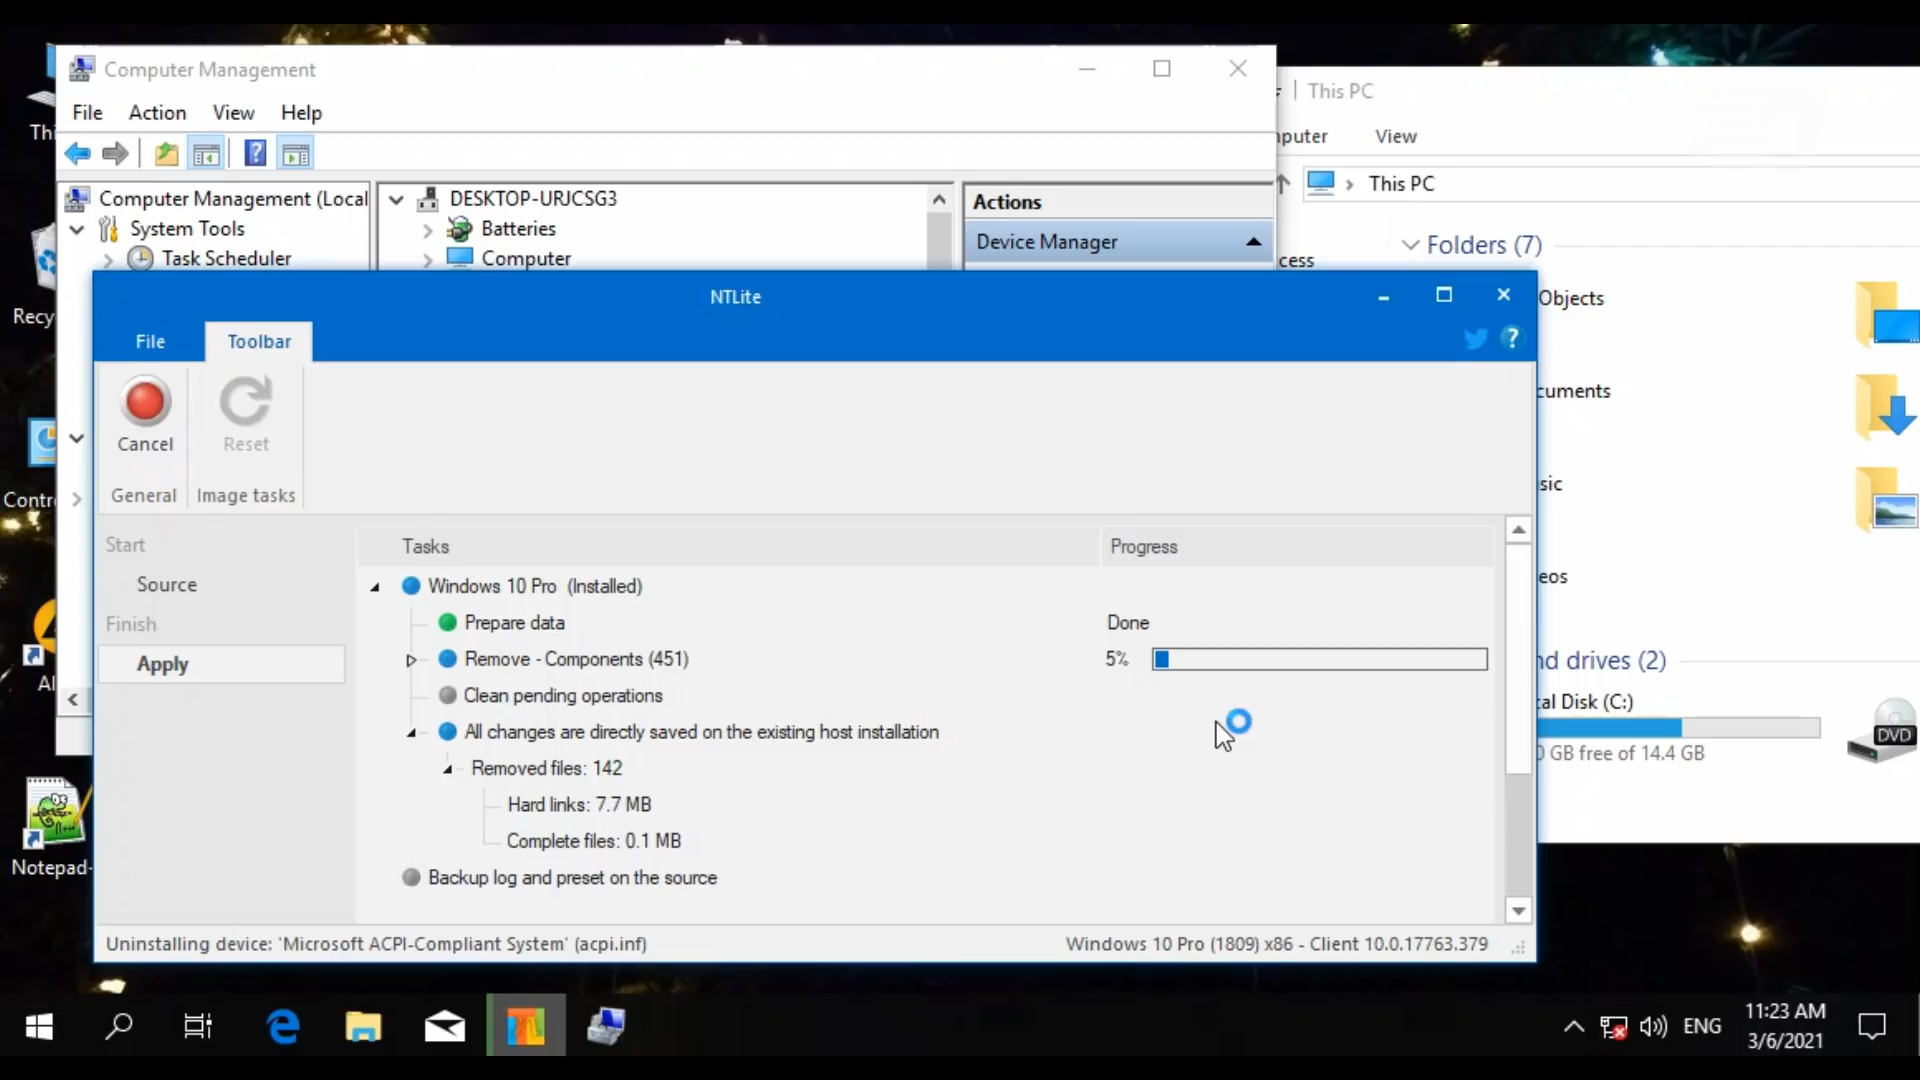 Computer Management
File Action View Help
Computer Management (Local
System Tools
Task Scheduler
DESKTOP-URJCSG3
Batteries
Computer
Actions
Device Manager
This PC
View
This PC
Folders (7)
NTLite
File Toolbar
Cancel
Reset
General
Image tasks
Start
Source
Finish
Apply
Tasks Progress
Windows 10 Pro (Installed)
Prepare data Done
Remove - Components (451) 5%
Clean pending operations
All changes are directly saved on the existing host installation
Removed files: 142
Hard links: 7.7 MB
Complete files: 0.1 MB
Backup log and preset on the source
Uninstalling device: 'Microsoft ACPI-Compliant System' (acpi.inf)
Windows 10 Pro (1809) x86 - Client 10.0.17763.379
Objects
cuments
sic
eos
nd drives (2)
al Disk (C:)
GB free of 14.4 GB
DVD
Recy
Contr
Notepad-
ENG
11:23 AM
3/6/2021